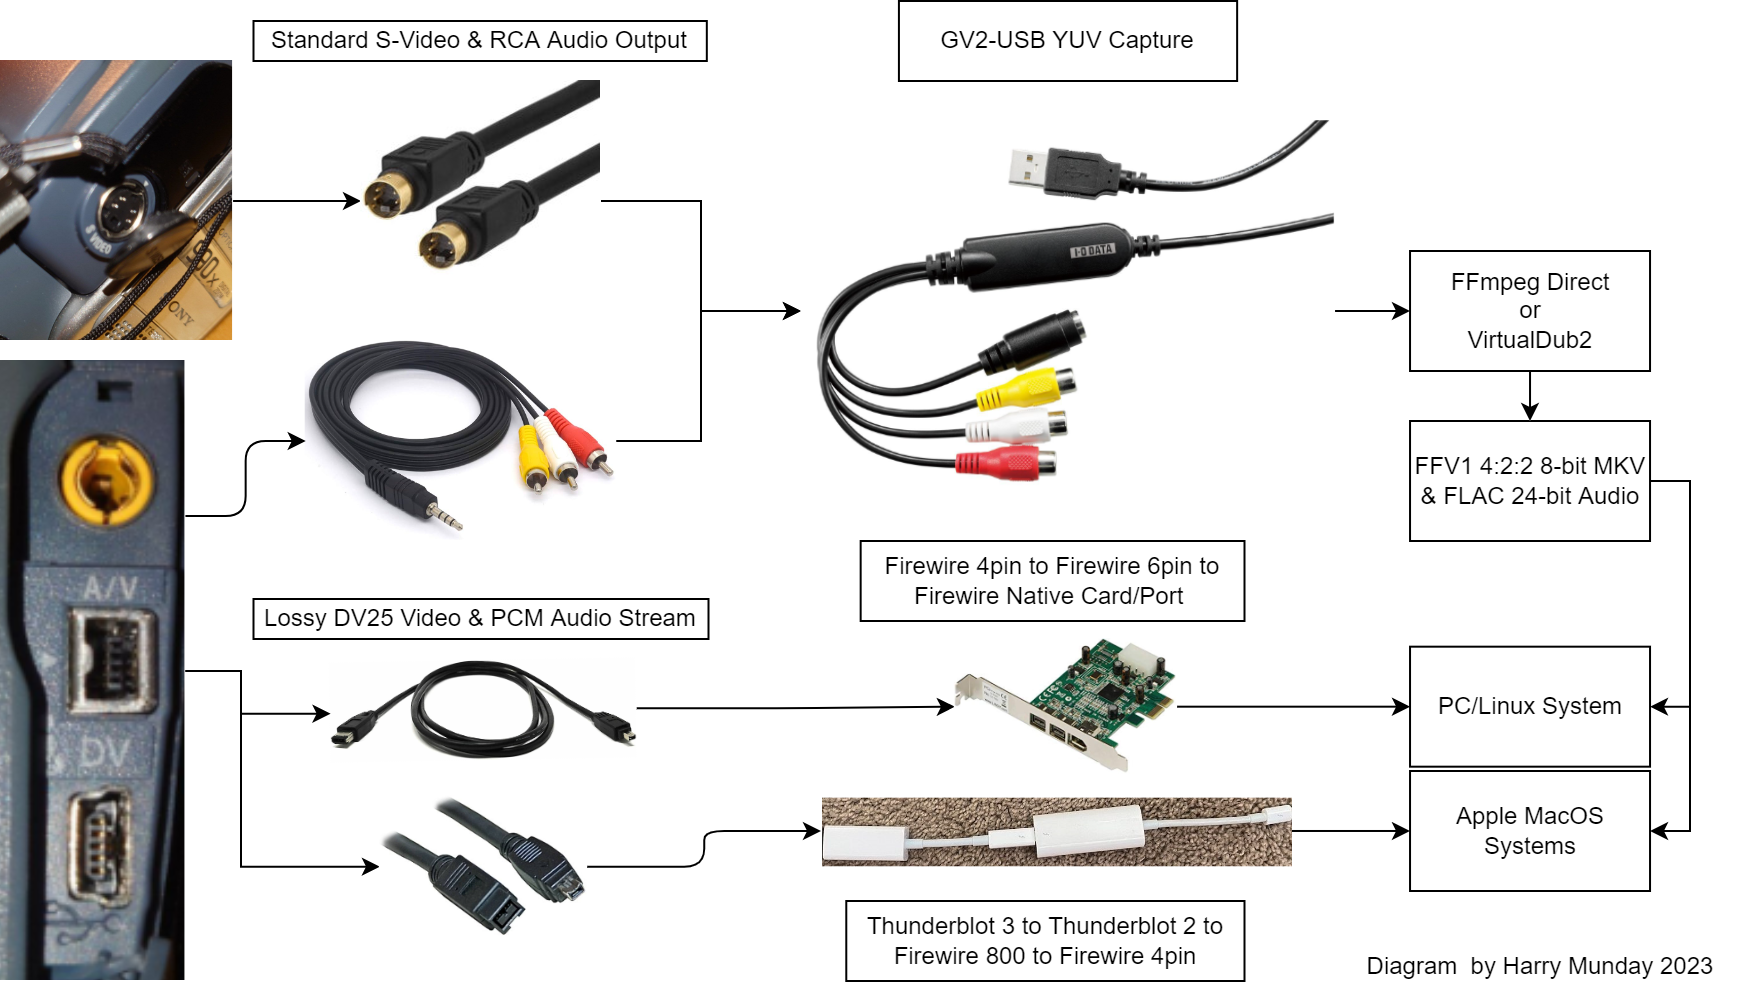 Standard S-Video & RCA Audio Output
GV2-USB YUV Capture
S VIDEO
990x
ONY
I-O DATA
FFmpeg Direct
or
VirtualDub2
FFV1 4:2:2 8-bit MKV
& FLAC 24-bit Audio
A/V
DV
Lossy DV25 Video & PCM Audio Stream
Firewire 4pin to Firewire 6pin to
Firewire Native Card/Port
PC/Linux System
Apple MacOS
Systems
Thunderblot 3 to Thunderblot 2 to
Firewire 800 to Firewire 4pin
Diagram  by Harry Munday 2023